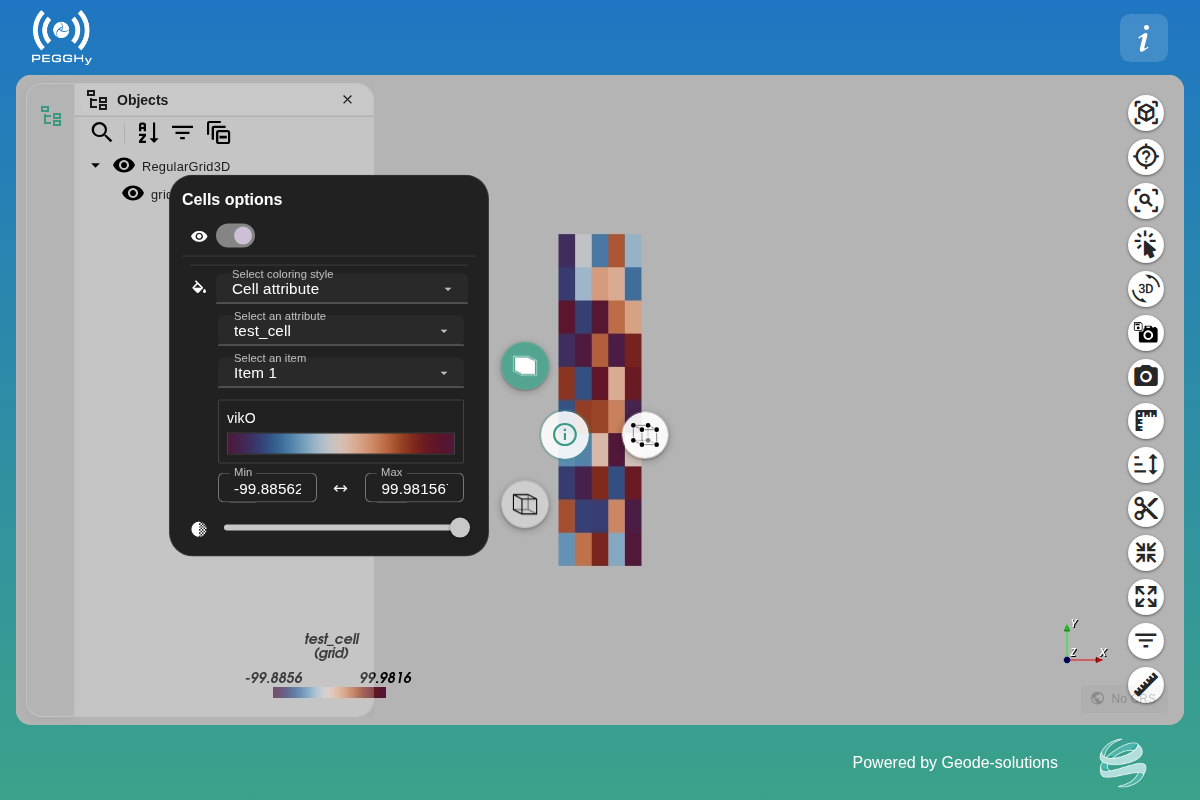 PEGGHy
i
Objects
A
Z
RegularGrid3D
grid
Cells options
Select coloring style
Cell attribute
Select an attribute
test_cell
Select an item
Item 1
vikO
Min
Max
-99.88562
99.98156
3D
test_cell
(grid)
-99.8856
99.9816
Y
Z
X
No CRS
Powered by Geode-solutions